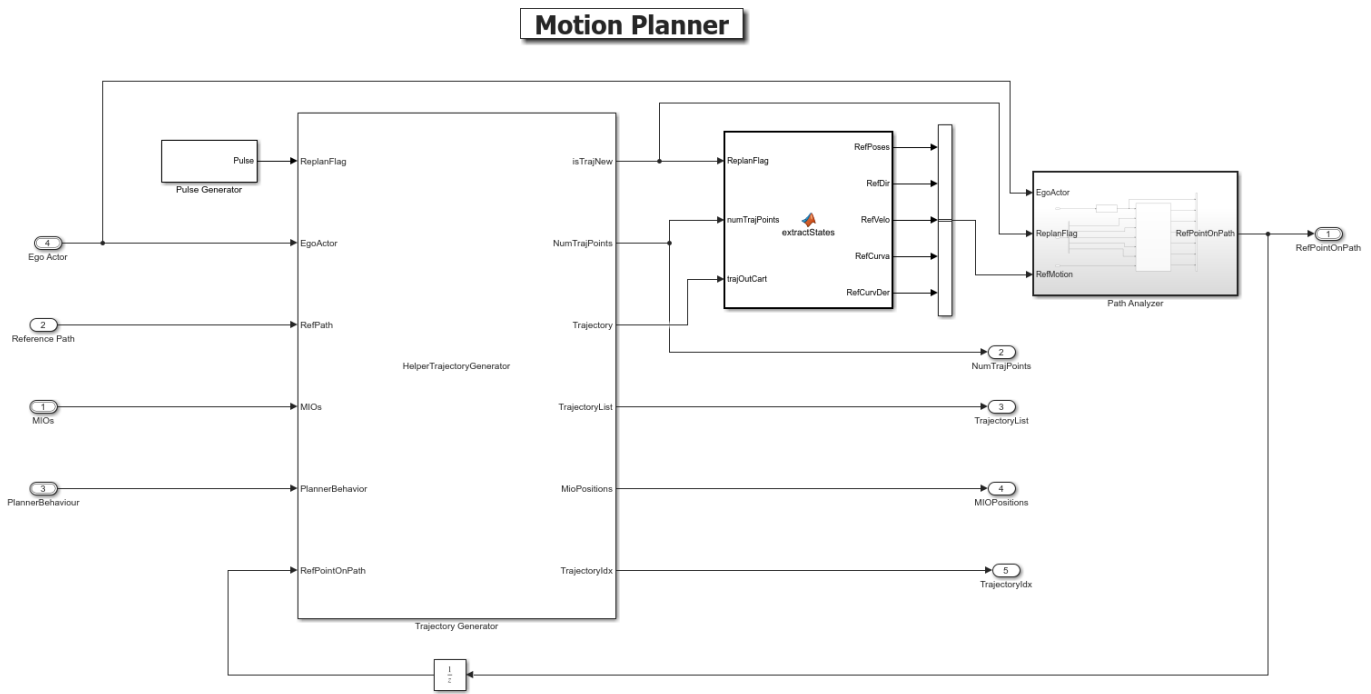 Motion Planner
Pulse
Pulse Generator
4
Ego Actor
2
Reference Path
1
MIOs
3
PlannerBehaviour
ReplanFlag
EgoActor
RefPath
MIOs
PlannerBehavior
RefPointOnPath
HelperTrajectoryGenerator
isTrajNew
NumTrajPoints
Trajectory
TrajectoryList
MioPositions
TrajectoryIdx
Trajectory Generator
ReplanFlag
numTrajPoints
trajOutCart
extractStates
RefPoses
RefDir
RefVelo
RefCurva
RefCurvDer
EgoActor
ReplanFlag
RefMotion
RefPointOnPath
Path Analyzer
1
RefPointOnPath
2
NumTrajPoints
3
TrajectoryList
4
MIOPositions
5
TrajectoryIdx
1
z